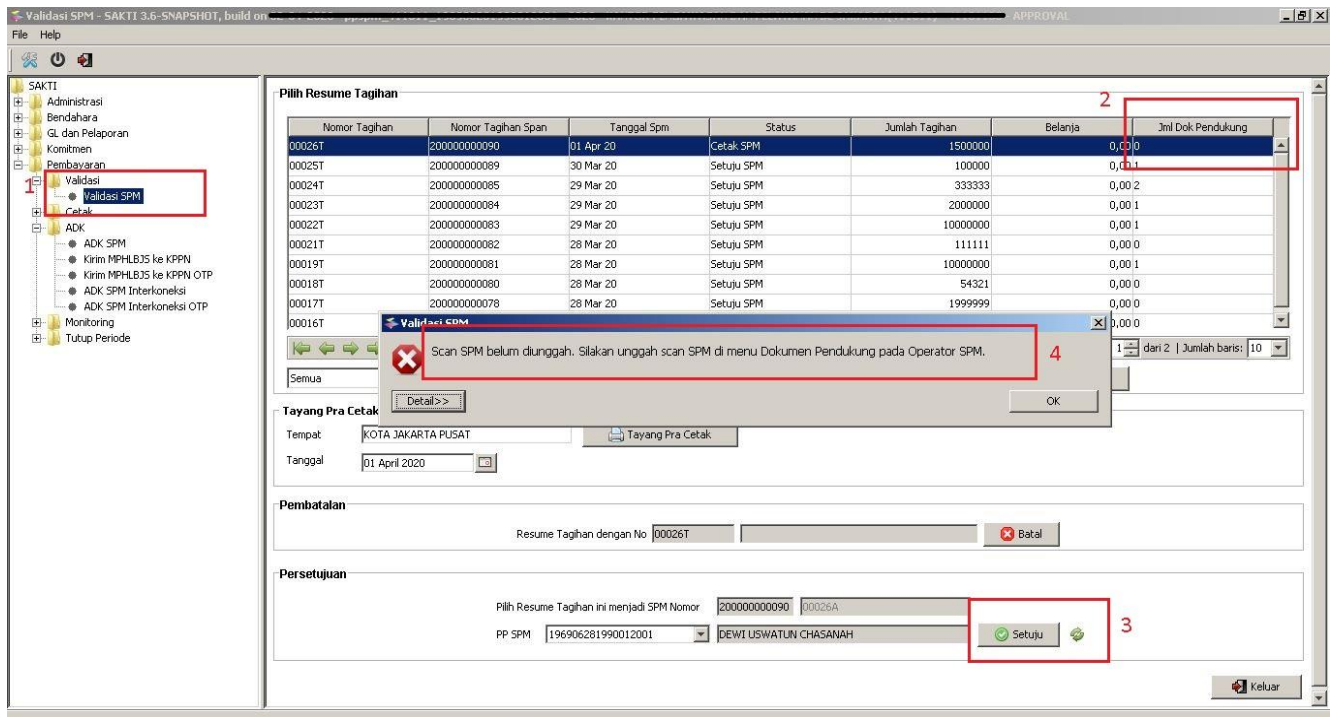 Validasi SPM - SAKTI 3.6-SNAPSHOT, build on
APPROVAL
File Help
SAKTI
Administrasi
Bendahara
GL dan Pelaporan
Komitmen
Pembayaran
Validasi
Validasi SPM
Cetak
ADK
ADK SPM
Kirim MPHLBJS ke KPPN
Kirim MPHLBJS ke KPPN OTP
ADK SPM Interkoneksi
ADK SPM Interkoneksi OTP
Monitoring
Tutup Periode
1
Pilih Resume Tagihan
2
Nomor Tagihan Nomor Tagihan Span Tanggal Spm Status Jumlah Tagihan Belanja Jml Dok Pendukung
00026T 200000000090 01 Apr 20 Cetak SPM 1500000 0,00 0
00025T 200000000089 30 Mar 20 Setuju SPM 100000 0,00 1
00024T 200000000085 29 Mar 20 Setuju SPM 333333 0,00 2
00023T 200000000084 29 Mar 20 Setuju SPM 2000000 0,00 1
00022T 200000000083 29 Mar 20 Setuju SPM 10000000 0,00 1
00021T 200000000082 28 Mar 20 Setuju SPM 111111 0,00 0
00019T 200000000081 28 Mar 20 Setuju SPM 10000000 0,00 1
00018T 200000000080 28 Mar 20 Setuju SPM 54321 0,00 0
00017T 200000000078 28 Mar 20 Setuju SPM 1999999 0,00 0
00016T 0,00 0
1 dari 2 | Jumlah baris: 10
Semua
Validasi SPM
Scan SPM belum diunggah. Silakan unggah scan SPM di menu Dokumen Pendukung pada Operator SPM.
4
Detail>> OK
Tayang Pra Cetak
Tempat KOTA JAKARTA PUSAT Tayang Pra Cetak
Tanggal 01 April 2020
Pembatalan
Resume Tagihan dengan No 00026T Batal
Persetujuan
Pilih Resume Tagihan ini menjadi SPM Nomor 200000000090 00026A
PP SPM 196906281990012001 DEWI USWATUN CHASANAH Setuju
3
Keluar